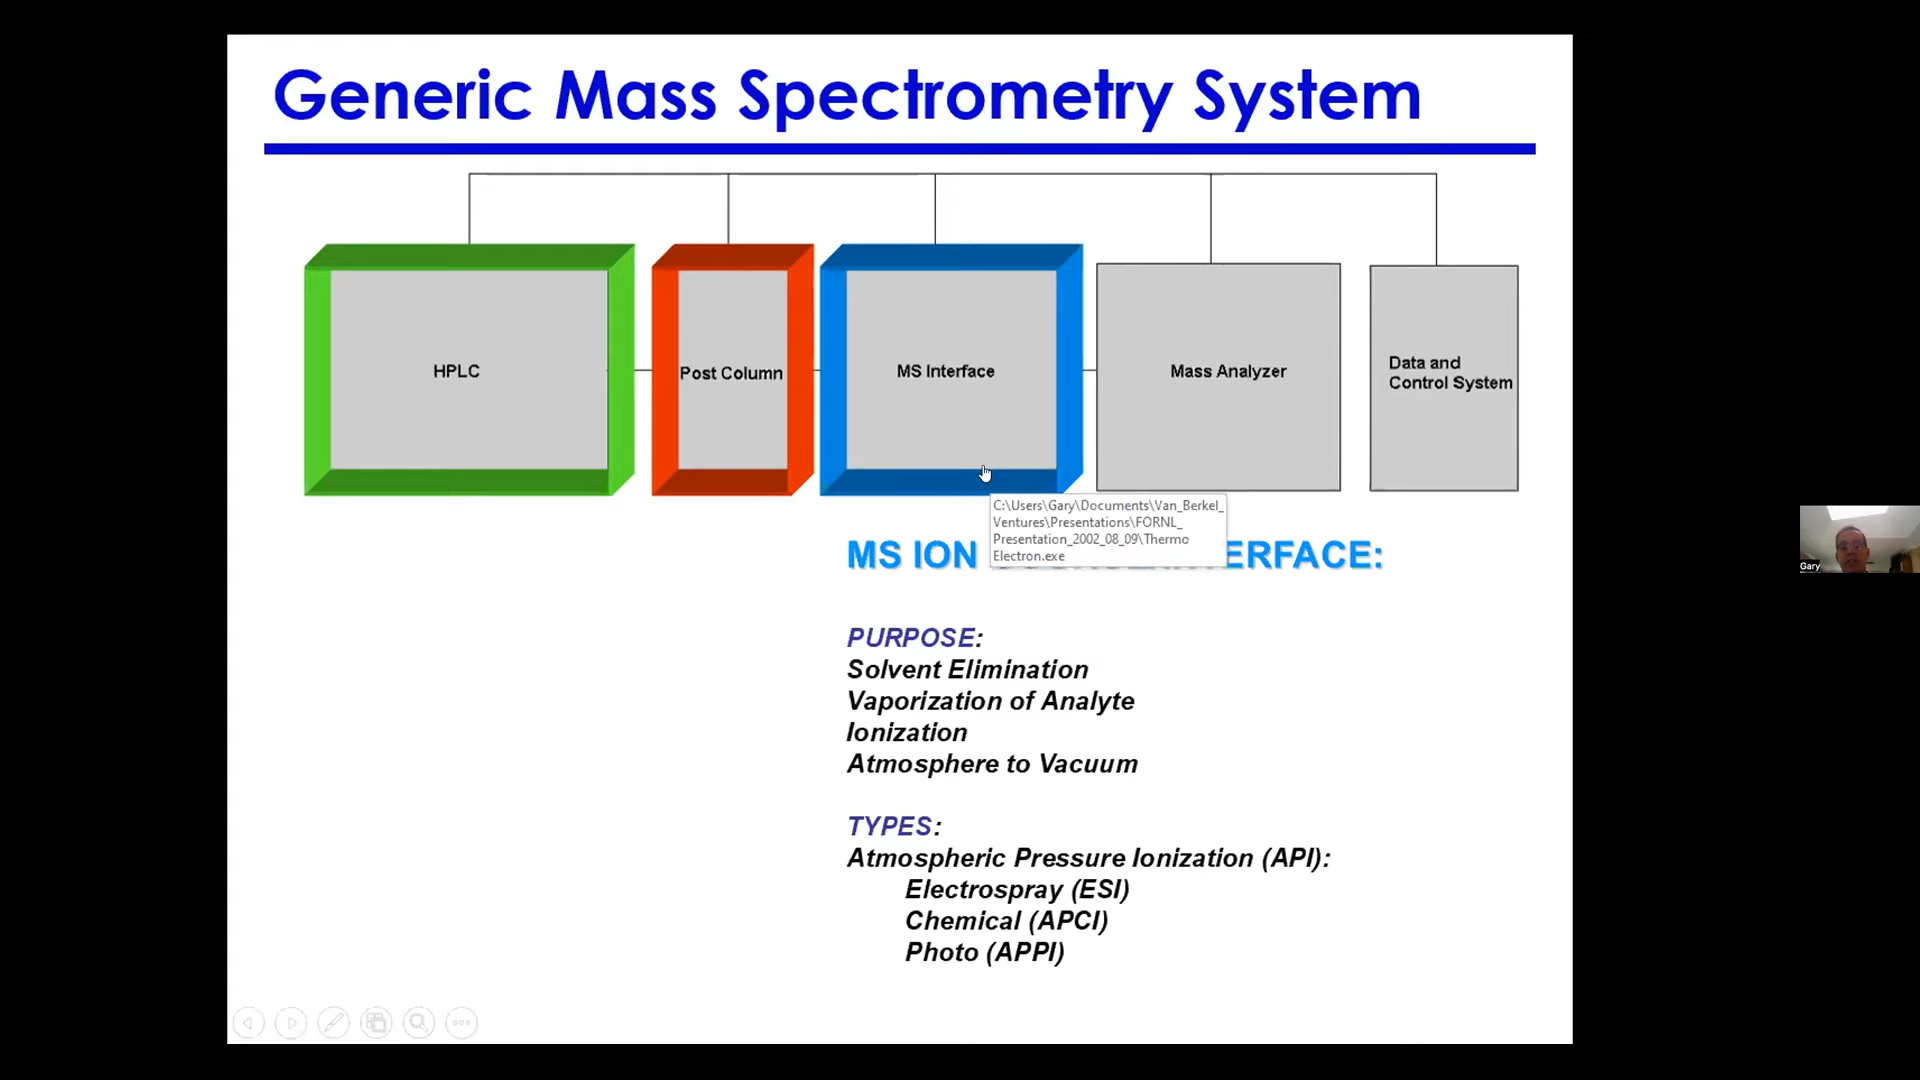 Generic Mass Spectrometry System
HPLC
Post Column
MS Interface
Mass Analyzer
Data and
Control System
C:\Users\Gary\Documents\Van_Berkel_
Ventures\Presentations\FORNL_
Presentation_2002_08_09\Thermo
Electron.exe
MS ION ERFACE:
PURPOSE:
Solvent Elimination
Vaporization of Analyte
Ionization
Atmosphere to Vacuum
TYPES:
Atmospheric Pressure Ionization (API):
Electrospray (ESI)
Chemical (APCI)
Photo (APPI)
Gary